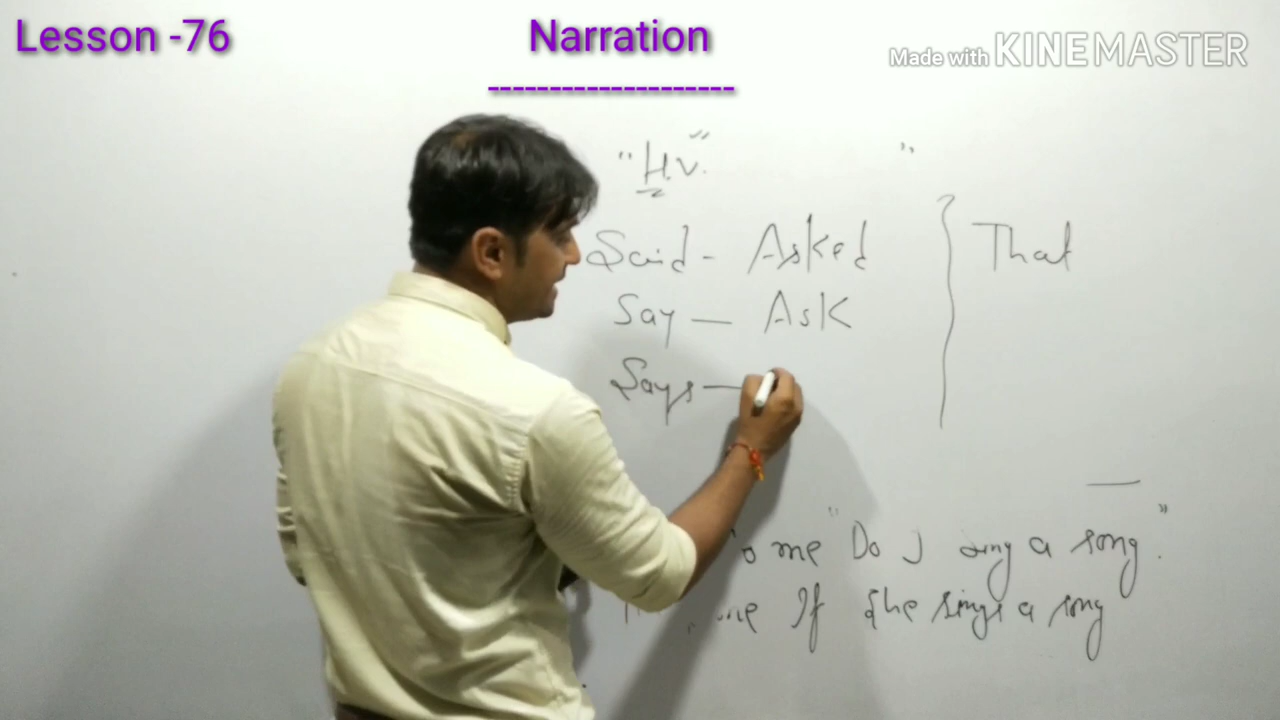 Lesson -76
Narration
Made with KINEMASTER
"H.V." "
Said - Asked
That
Say - Ask
Says -
me "Do I sing a song".
me If she sings a song